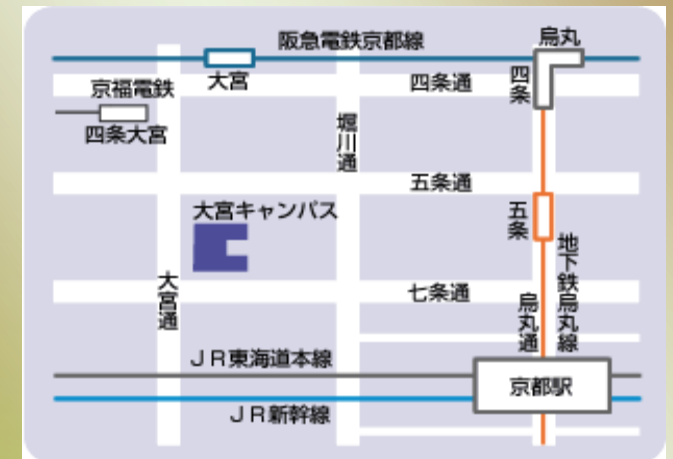 阪急電鉄京都線
烏丸
京福電鉄
大宮
四条通
四条
四条大宮
堀川通
五条通
大宮キャンパス
五条
地下鉄烏丸線
大宮通
七条通
烏丸通
JR東海道本線
京都駅
JR新幹線